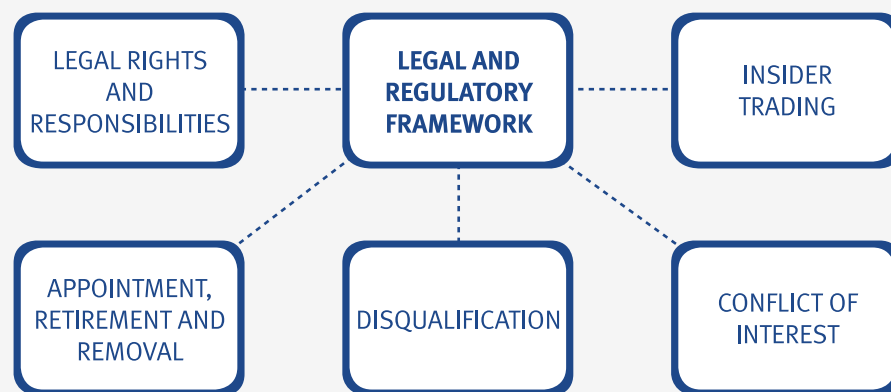 LEGAL RIGHTS
AND
RESPONSIBILITIES
LEGAL AND
REGULATORY
FRAMEWORK
INSIDER
TRADING
APPOINTMENT,
RETIREMENT AND
REMOVAL
DISQUALIFICATION
CONFLICT OF
INTEREST